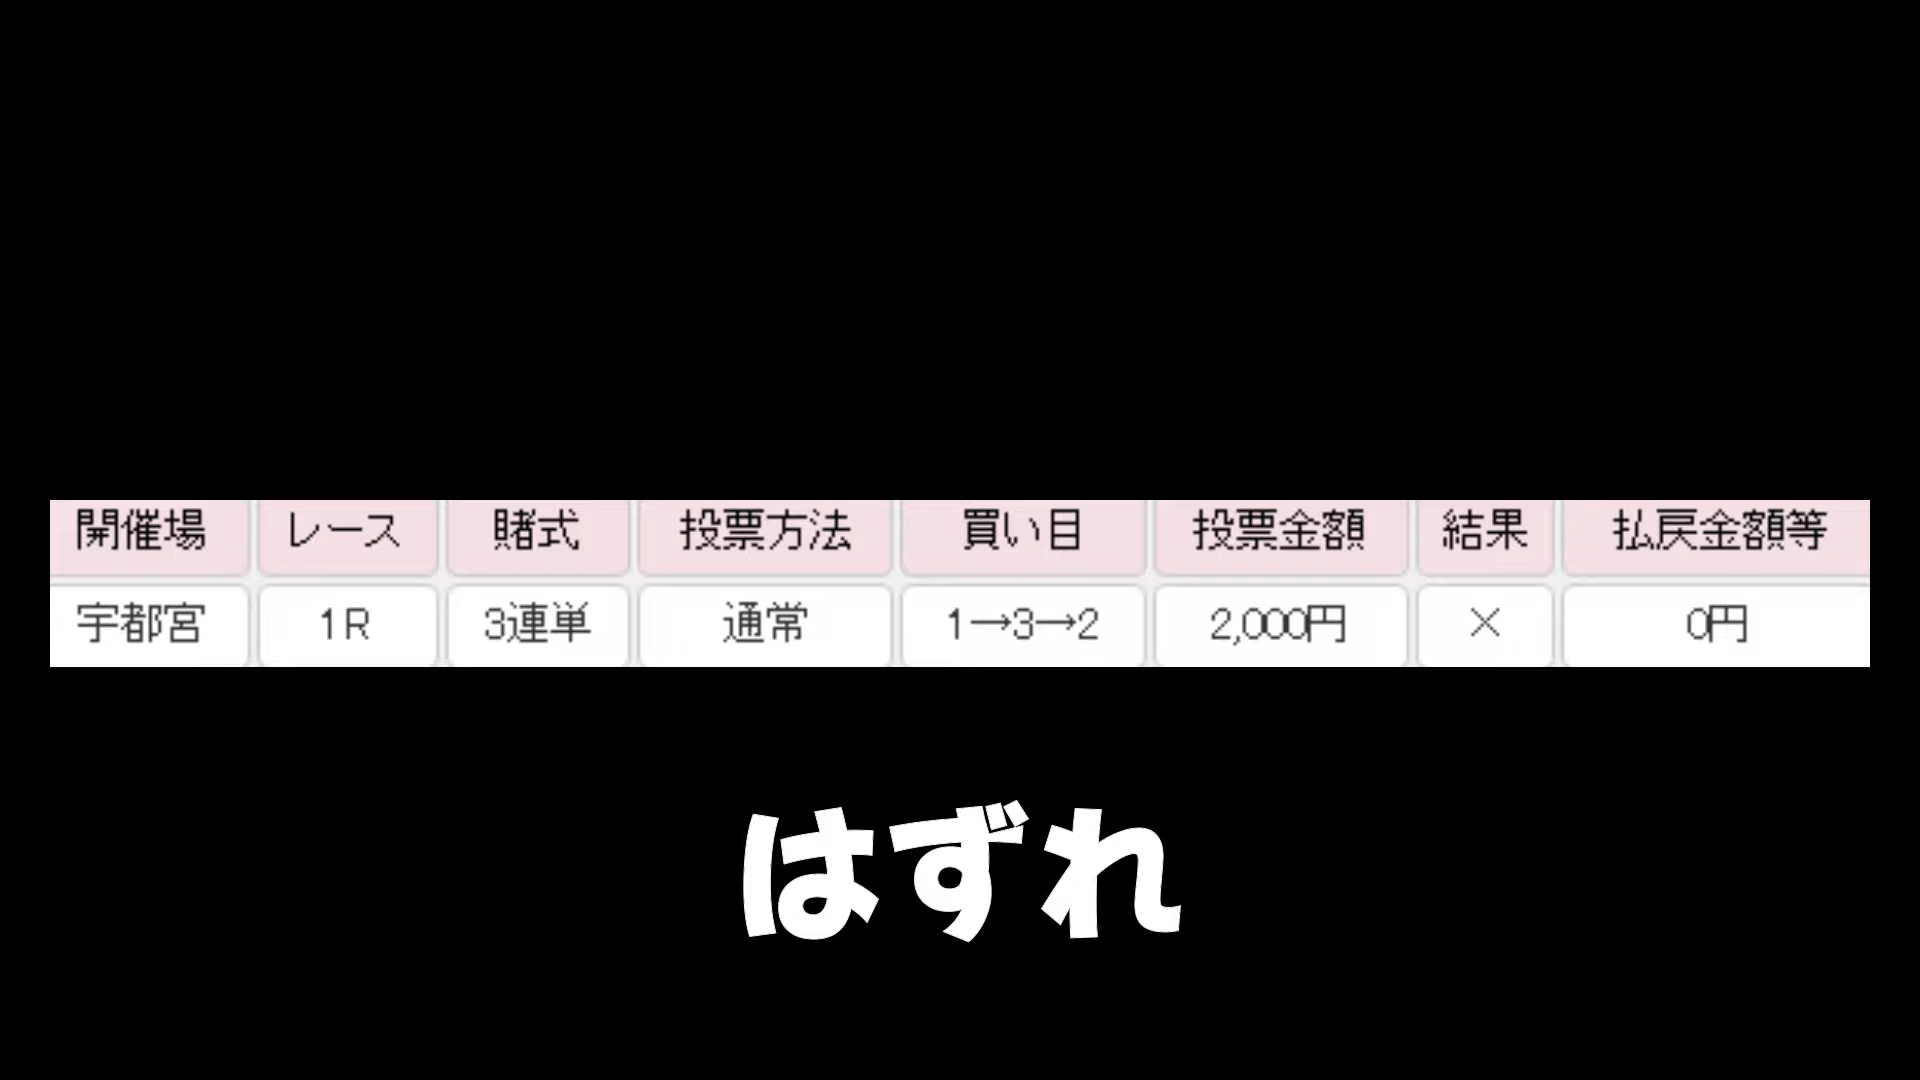 開催場 レース 賭式 投票方法 買い目 投票金額 結果 払戻金額等
宇都宮 1R 3連単 通常 1→3→2 2,000円 × 0円
はずれ